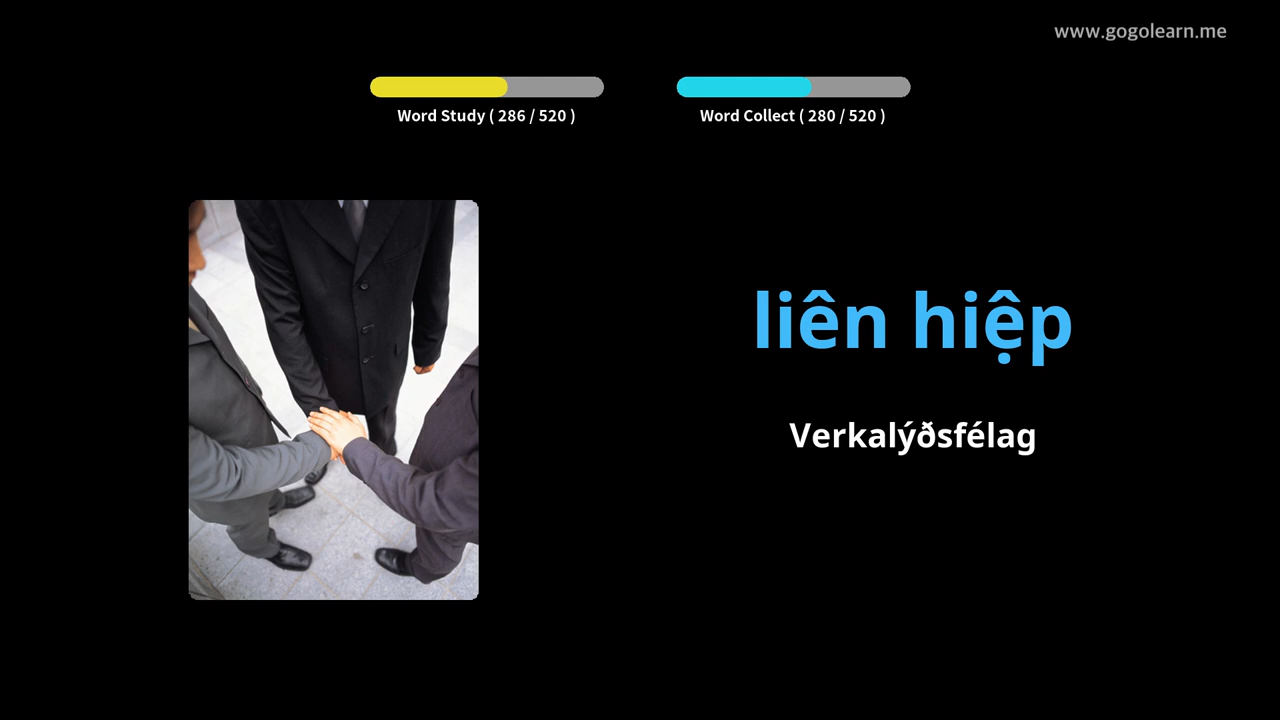 www.gogolearn.me
Word Study ( 286 / 520 )
Word Collect ( 280 / 520 )
liên hiệp
Verkalýðsfélag